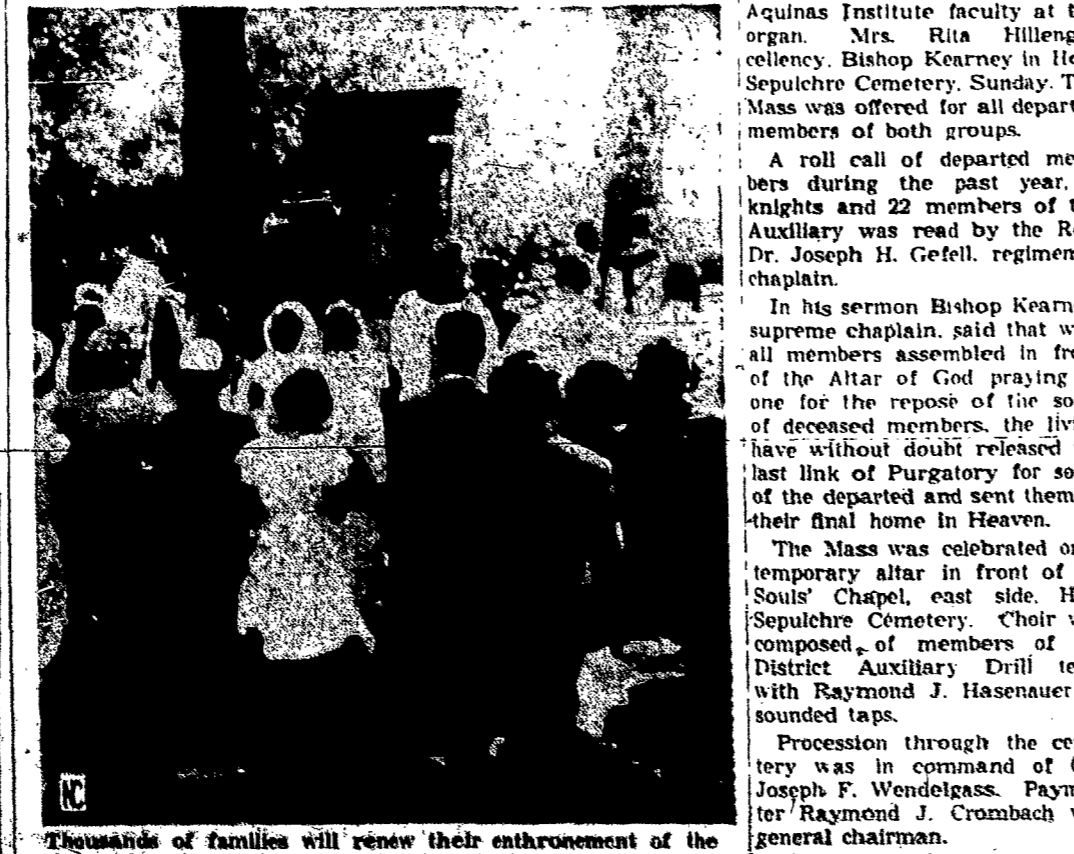 NC
Thousands of families will renew their enthronement of the
Aquinas Institute faculty at t
organ. Mrs. Rita Hilleng
cellency, Bishop Kearney in Ho
Sepulchre Cemetery, Sunday. T
Mass was offered for all depart
members of both groups.
A roll call of departed me
bers during the past year,
knights and 22 members of t
Auxiliary was read by the Re
Dr. Joseph H. Gefell, regimen
chaplain.
In his sermon Bishop Kearn
supreme chaplain, said that w
all members assembled in fro
of the Altar of God praying
one for the repose of the so
of deceased members, the livi
have without doubt released
last link of Purgatory for so
of the departed and sent them
their final home in Heaven.
The Mass was celebrated on
temporary altar in front of
Souls' Chapel, east side, H
Sepulchre Cemetery. Choir w
composed of members of
District Auxiliary Drill te
with Raymond J. Hasenauer
sounded taps.
Procession through the ce
tery was in command of C
Joseph F. Wendelgass. Paym
ter Raymond J. Crombach w
general chairman.